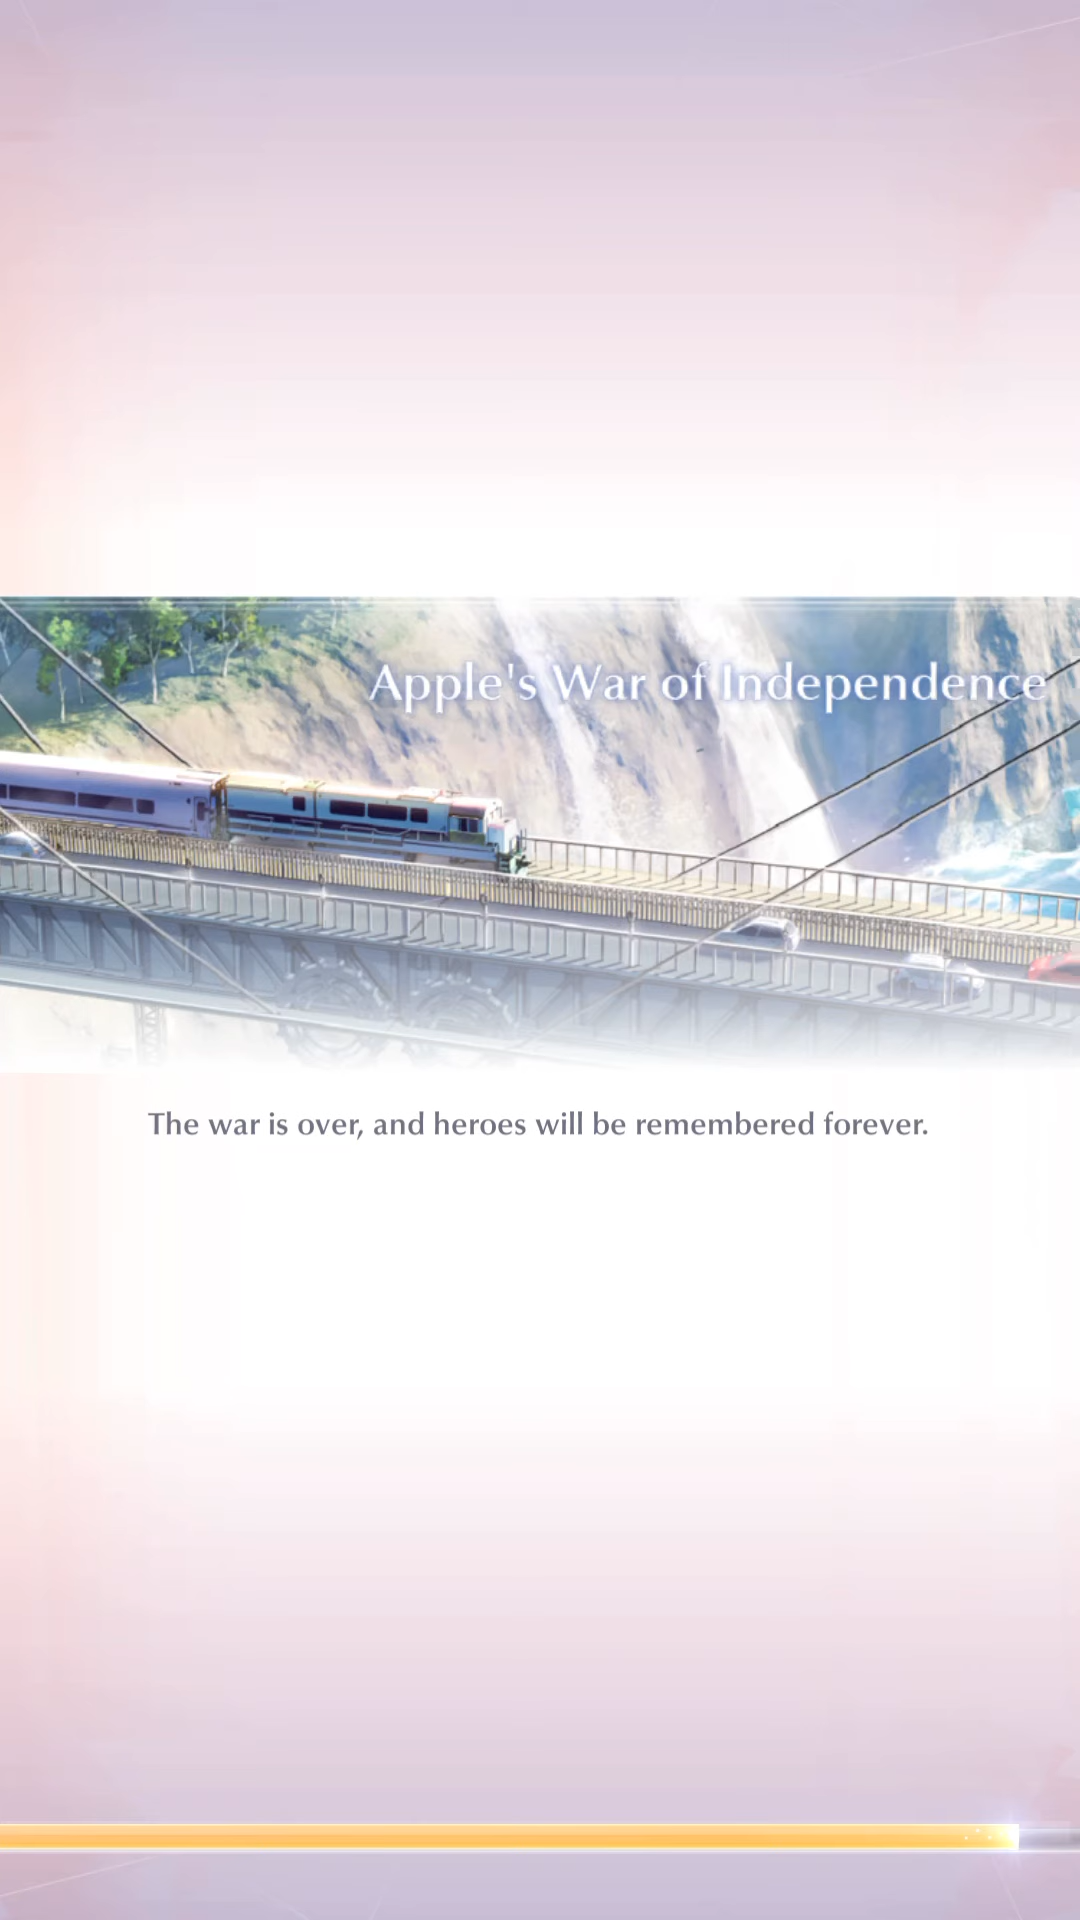 Apple's War of Independence
The war is over, and heroes will be remembered forever.